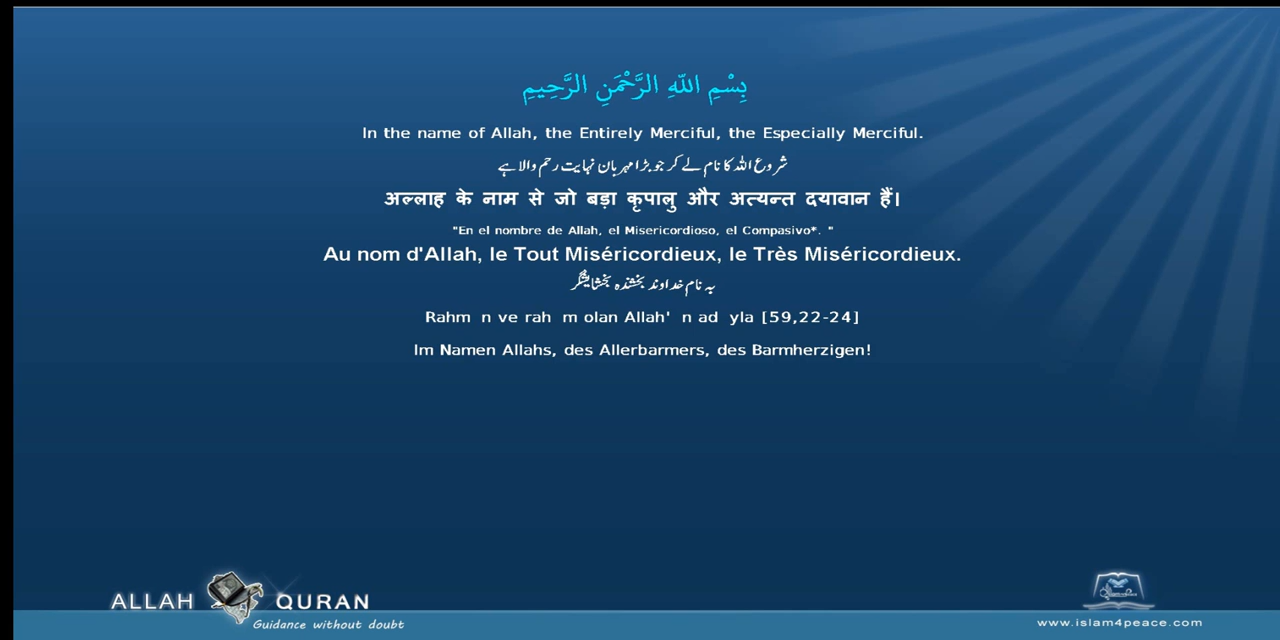 بِسْمِ اللَّهِ الرَّحْمَنِ الرَّحِيمِ
In the name of Allah, the Entirely Merciful, the Especially Merciful.
شروع الله کا نام لے کر جو بڑا مہربان نہایت رحم والا ہے
अल्लाह के नाम से जो बड़ा कृपालु और अत्यन्त दयावान हैं।
"En el nombre de Allah, el Misericordioso, el Compasivo*. "
Au nom d'Allah, le Tout Miséricordieux, le Très Miséricordieux.
به نام خداوند بخشنده بخشایشگر
Rahm n ve rah m olan Allah' n ad yla [59,22-24]
Im Namen Allahs, des Allerbarmers, des Barmherzigen!
ALLAH QURAN
Guidance without doubt
www.islam4peace.com